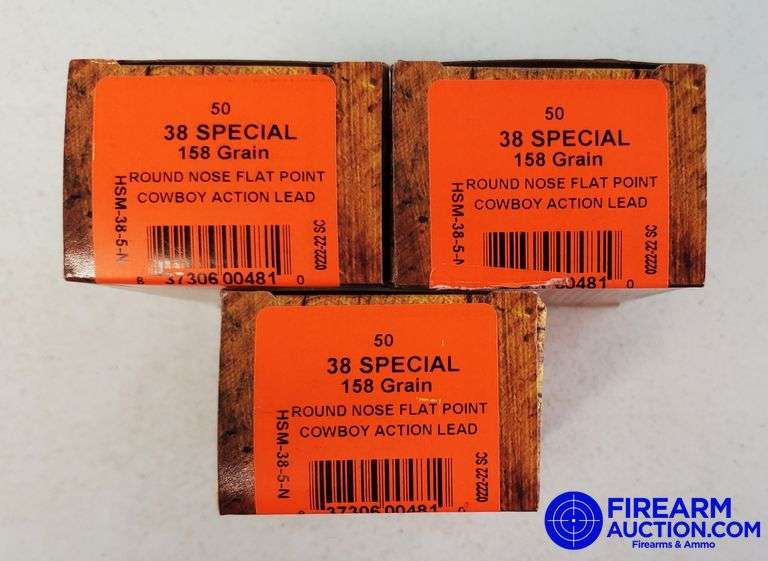 50
38 SPECIAL
158 Grain
ROUND NOSE FLAT POINT
COWBOY ACTION LEAD
HSM-38-5-N
0222-22 SC
37306 00481 0
50
38 SPECIAL
158 Grain
ROUND NOSE FLAT POINT
COWBOY ACTION LEAD
HSM-38-5-N
0222-22 SC
00481 0
50
38 SPECIAL
158 Grain
ROUND NOSE FLAT POINT
COWBOY ACTION LEAD
HSM-38-5-N
0222-22 SC
37306 00481
FIREARM
AUCTION.COM
Firearms & Ammo